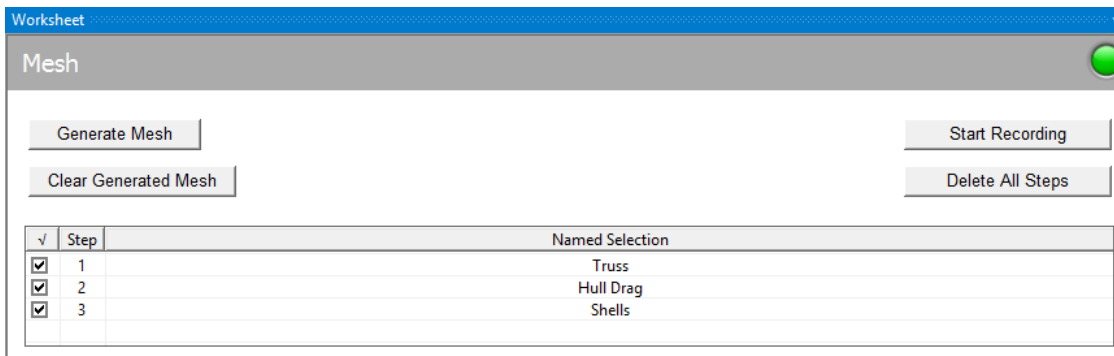 Worksheet
Mesh
Generate Mesh
Start Recording
Clear Generated Mesh
Delete All Steps
√ Step Named Selection
1 Truss
2 Hull Drag
3 Shells